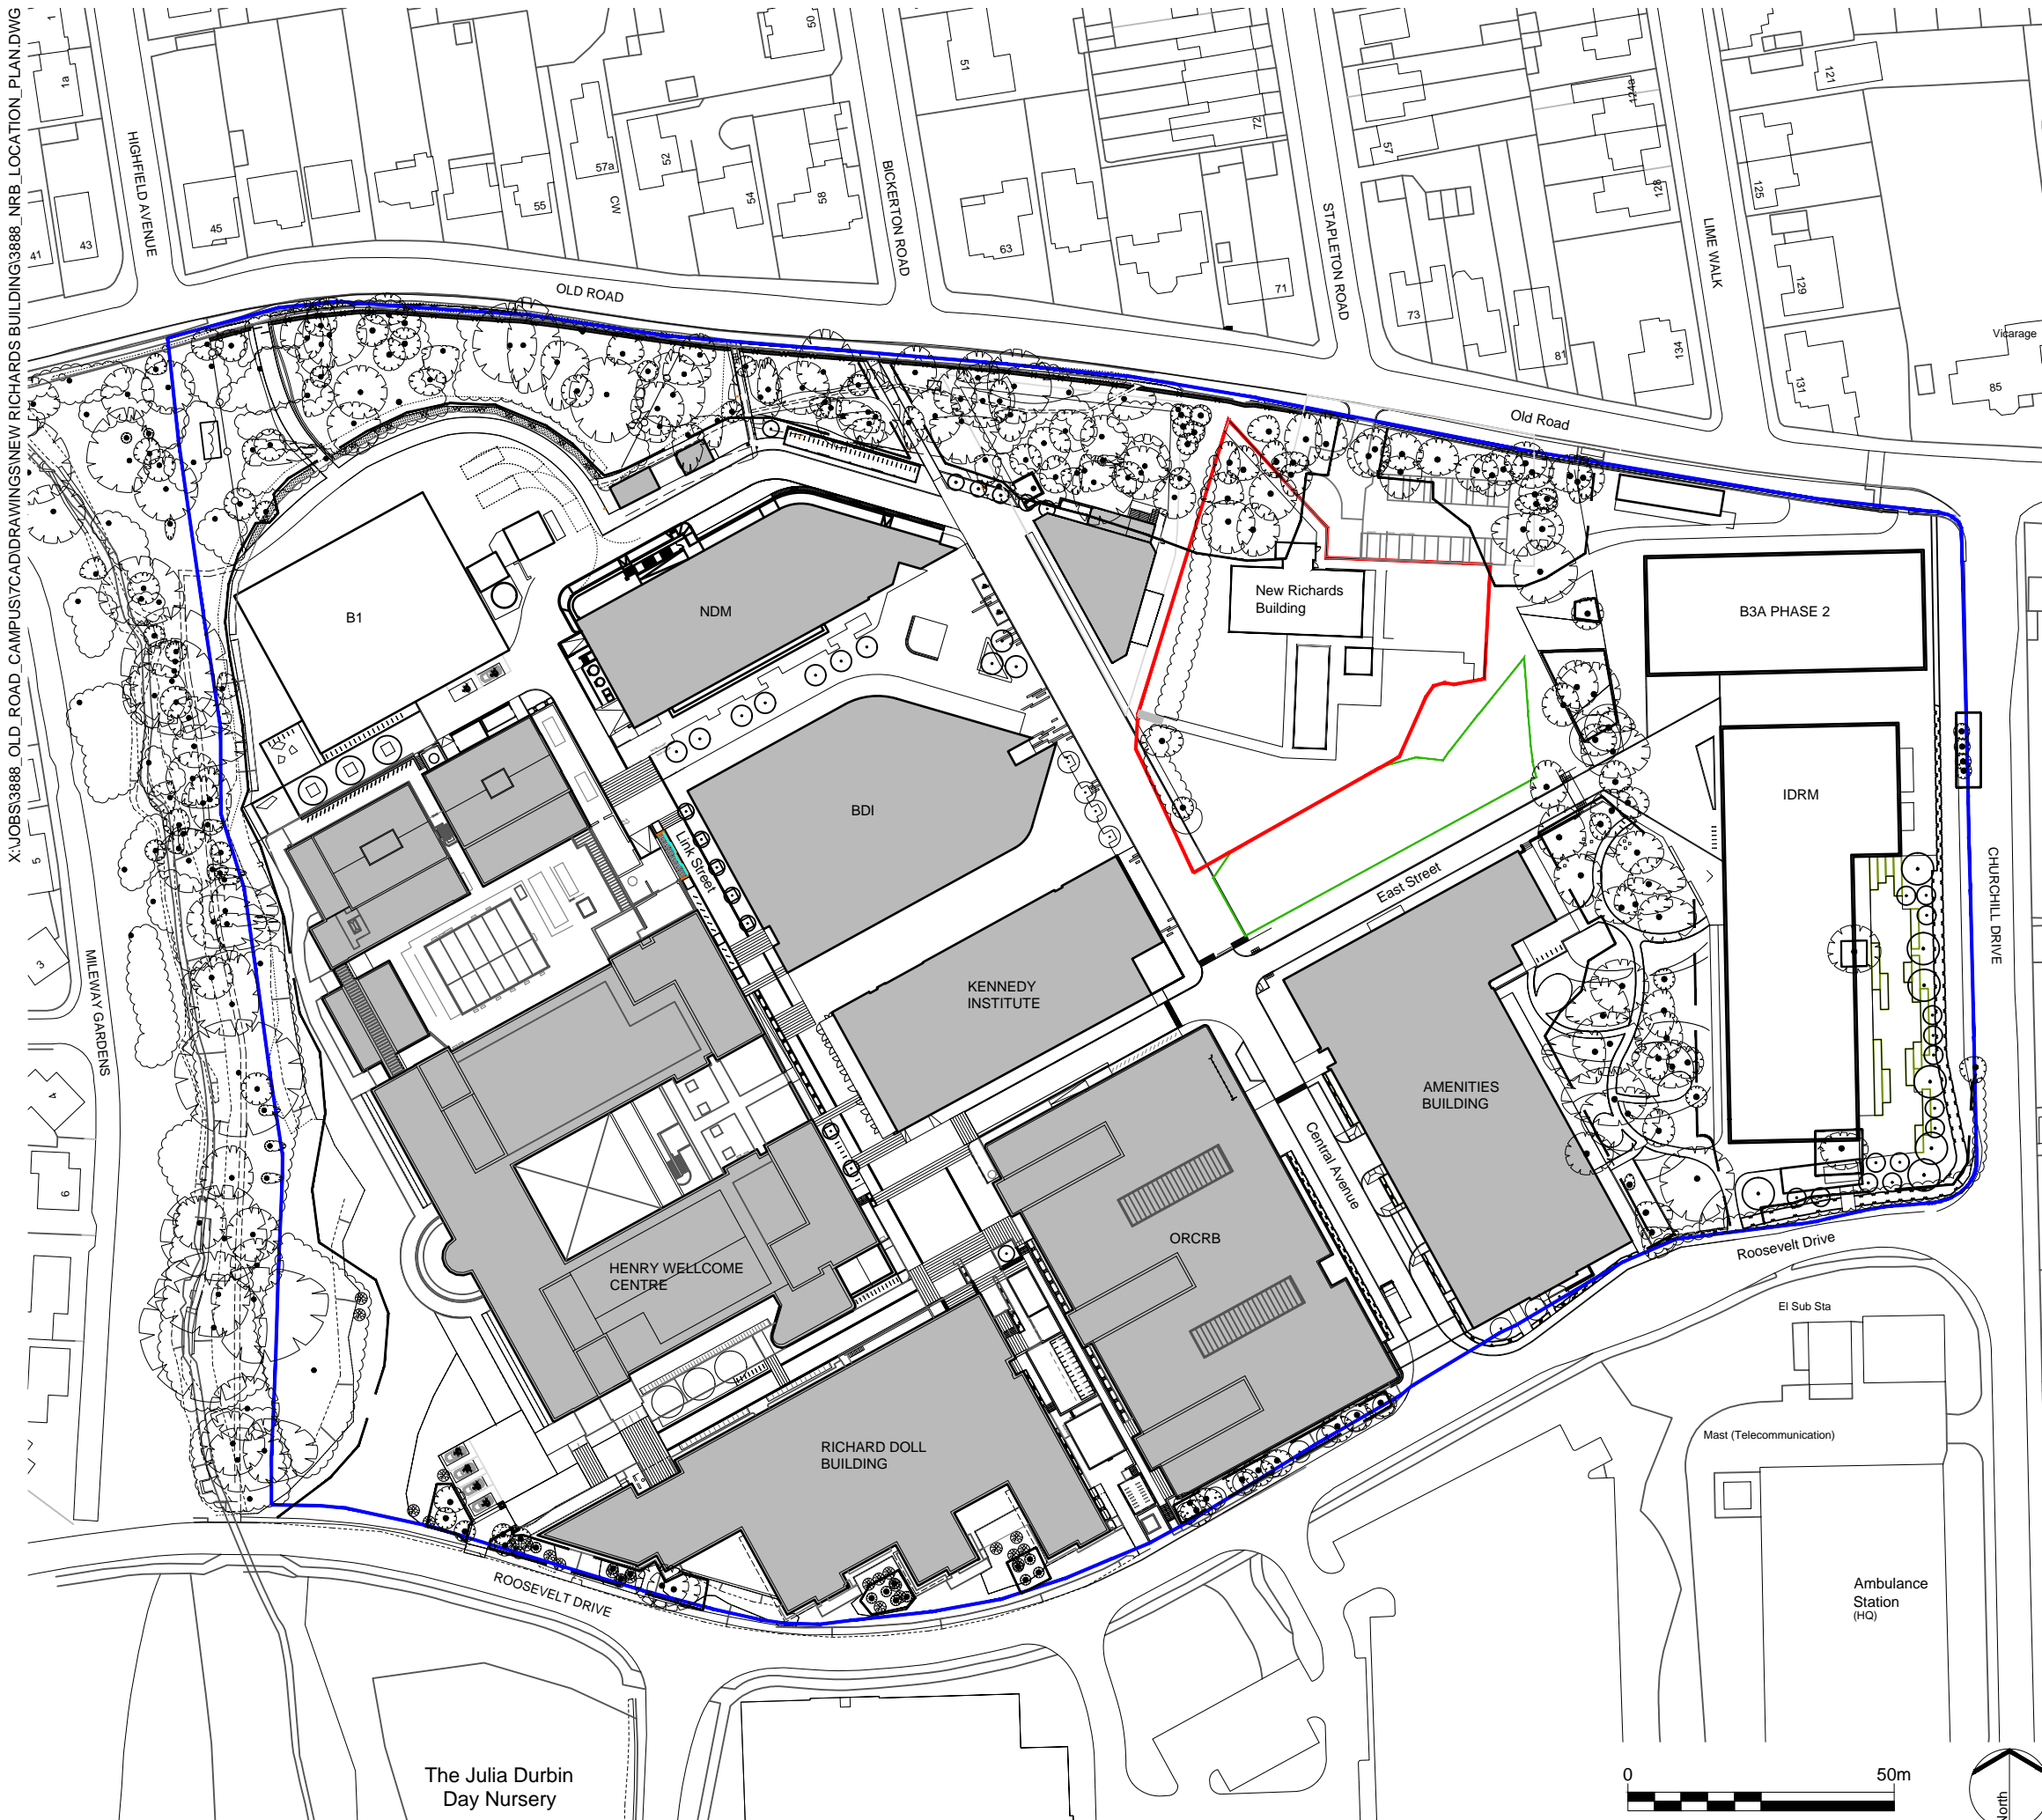 X:\JOBS\3888_OLD_ROAD_CAMPUS\7CAD\DRAWINGS\NEW RICHARDS BUILDING\3888_NRB_LOCATION_PLAN.DWG
1
1a
50
51
121
124a
72
57
52
57a
HIGHFIELD AVENUE
CW
54
58
BICKERTON ROAD
128
125
55
45
43
41
63
STAPLETON ROAD
LIME WALK
71
129
OLD ROAD
73
81
134
Vicarage
131
85
Old Road
New Richards
Building
B1
NDM
B3A PHASE 2
IDRM
BDI
Link Street
East Street
5
3
4
6
MILEWAY GARDENS
CHURCHILL DRIVE
KENNEDY
INSTITUTE
AMENITIES
BUILDING
Central Avenue
ORCRB
HENRY WELLCOME
CENTRE
Roosevelt Drive
El Sub Sta
RICHARD DOLL
BUILDING
Mast (Telecommunication)
ROOSEVELT DRIVE
Ambulance
Station
(HQ)
The Julia Durbin
Day Nursery
0
50m
North